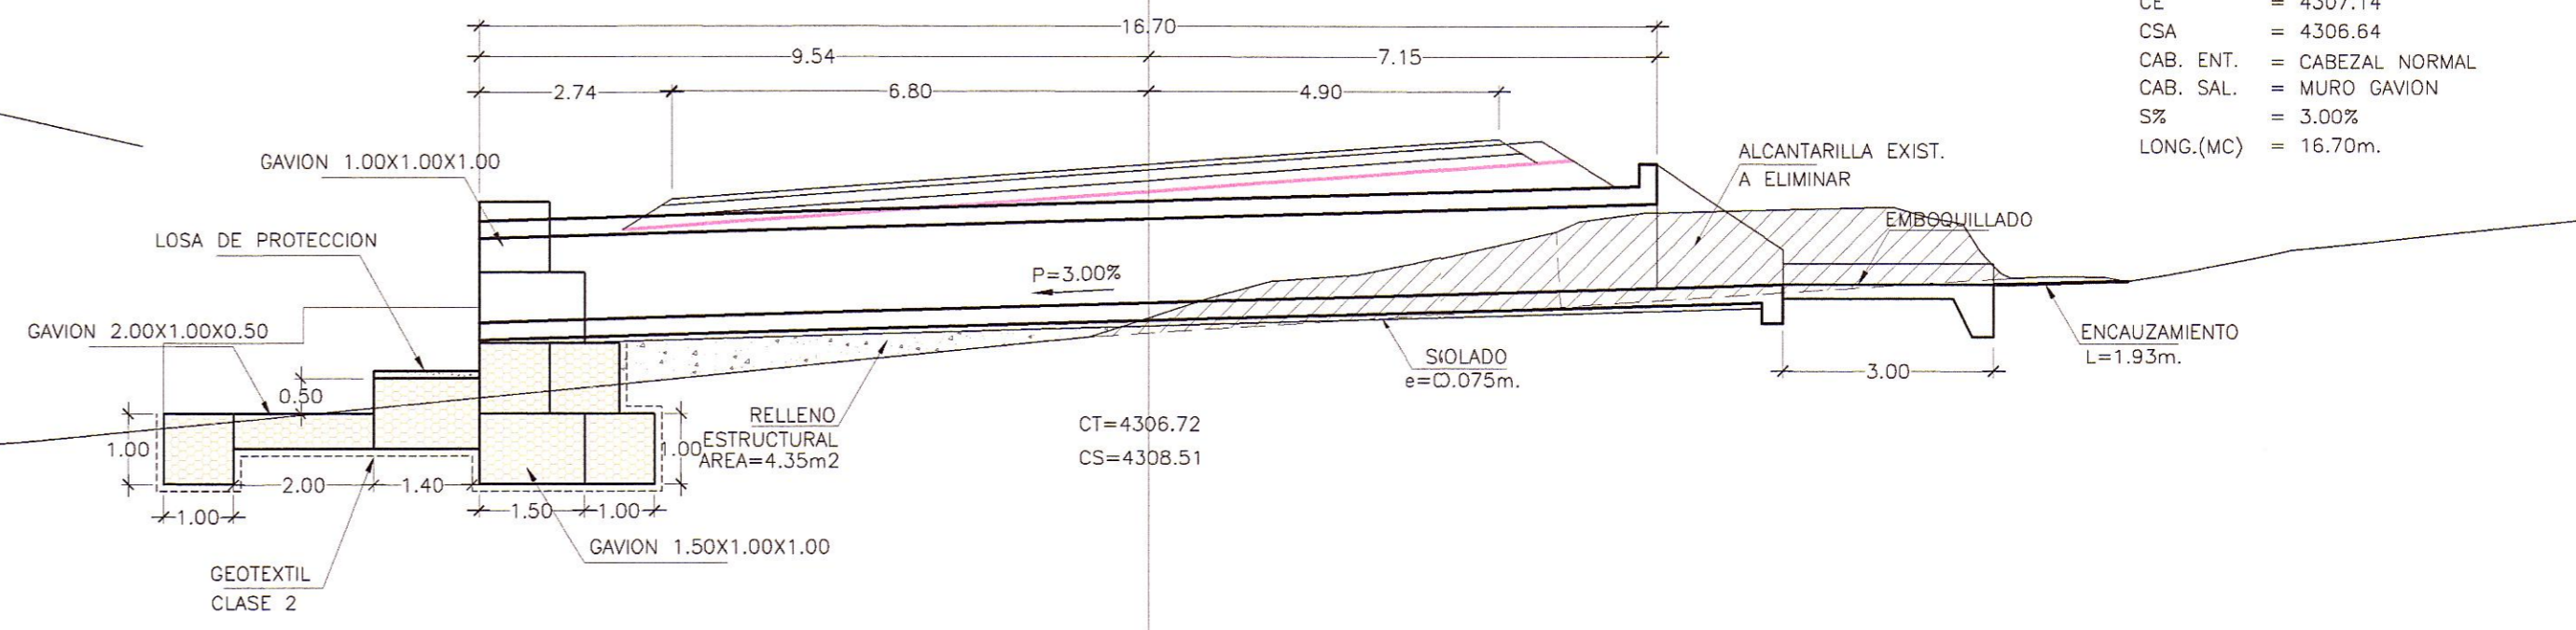 CE = 4307.14
CSA = 4306.64
CAB. ENT. = CABEZAL NORMAL
CAB. SAL. = MURO GAVION
S% = 3.00%
LONG.(MC) = 16.70m.
16.70
9.54
7.15
2.74
6.80
4.90
GAVION 1.00X1.00X1.00
ALCANTARILLA EXIST.
A ELIMINAR
EMBOQUILLADO
LOSA DE PROTECCION
P=3.00%
GAVION 2.00X1.00X0.50
ENCAUZAMIENTO
L=1.93m.
SOLADO
e=0.075m.
3.00
0.50
RELLENO
ESTRUCTURAL
AREA=4.35m2
CT=4306.72
CS=4308.51
1.00
1.00
2.00
1.40
1.00
1.50
1.00
GAVION 1.50X1.00X1.00
GEOTEXTIL
CLASE 2